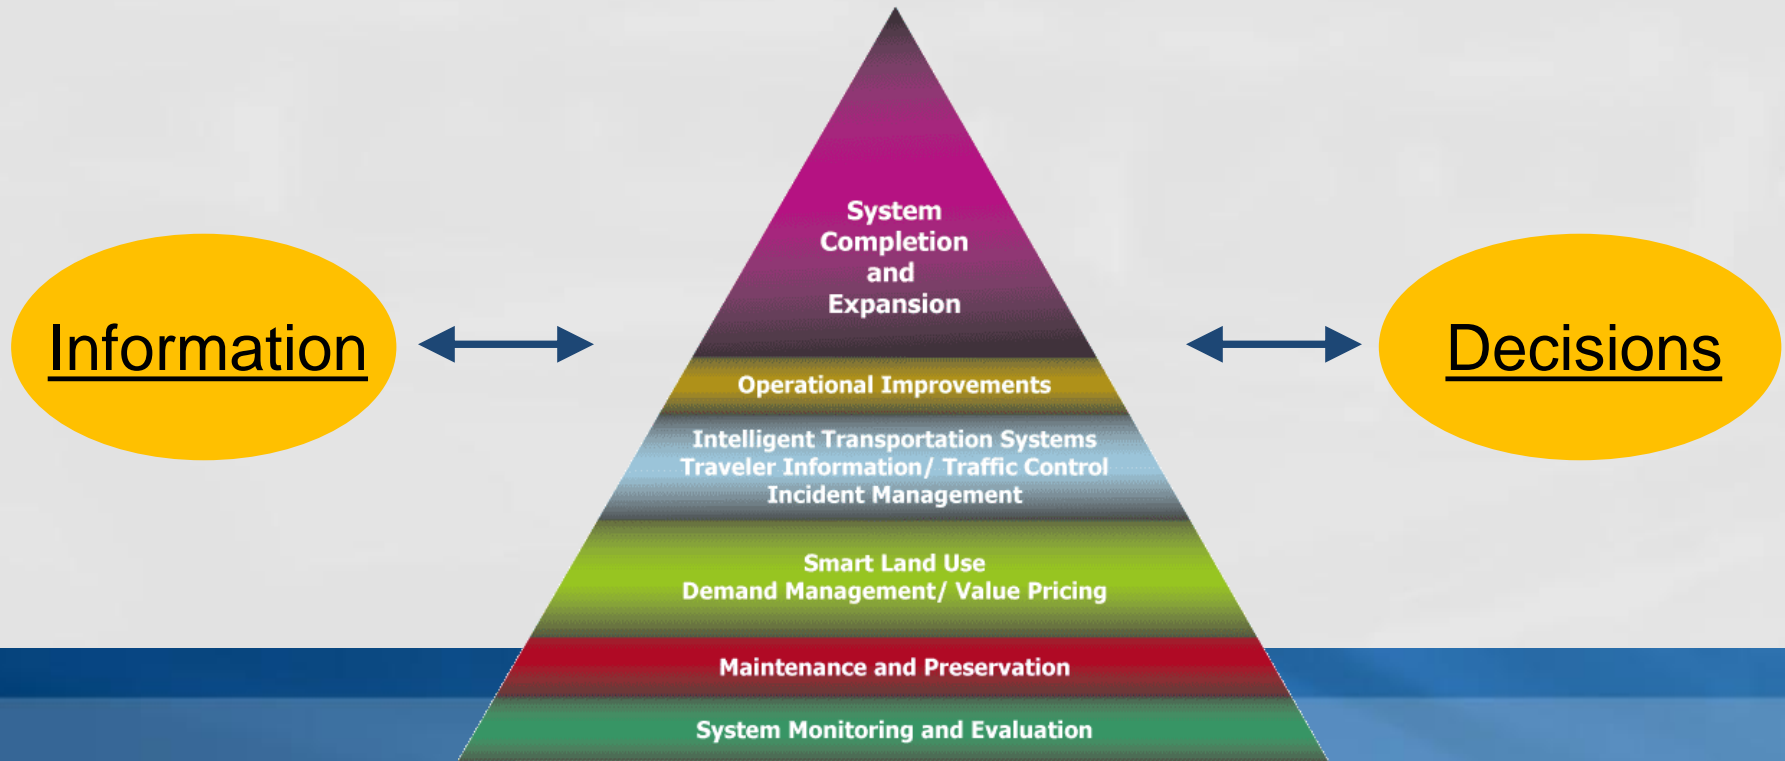 System
Completion
and
Expansion
Information
Decisions
Operational Improvements
Intelligent Transportation Systems
Traveler Information/ Traffic Control
Incident Management
Smart Land Use
Demand Management/ Value Pricing
Maintenance and Preservation
System Monitoring and Evaluation